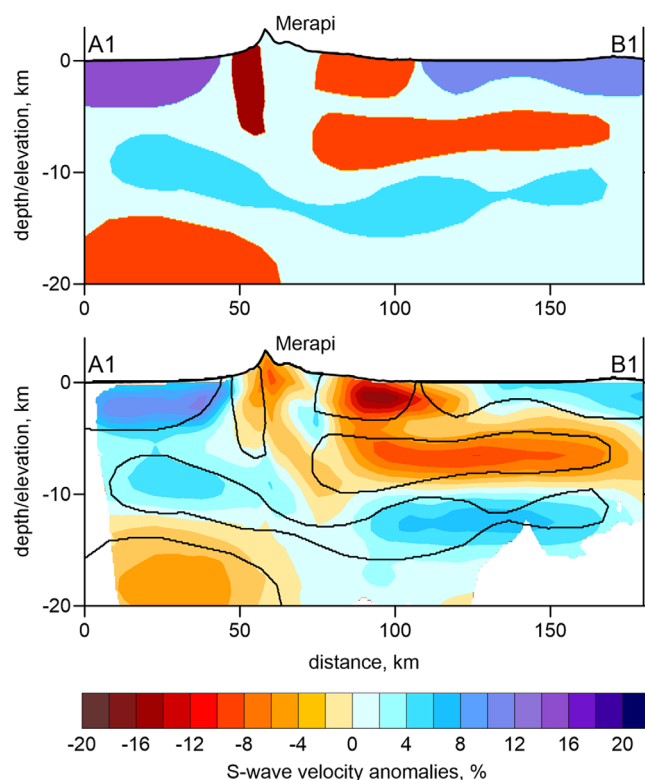 Merapi
A1 B1
0
-10
-20
depth/elevation, km
0 50 100 150
Merapi
A1 B1
0
-10
-20
depth/elevation, km
0 50 100 150
distance, km
-20 -16 -12 -8 -4 0 4 8 12 16 20
S-wave velocity anomalies, %